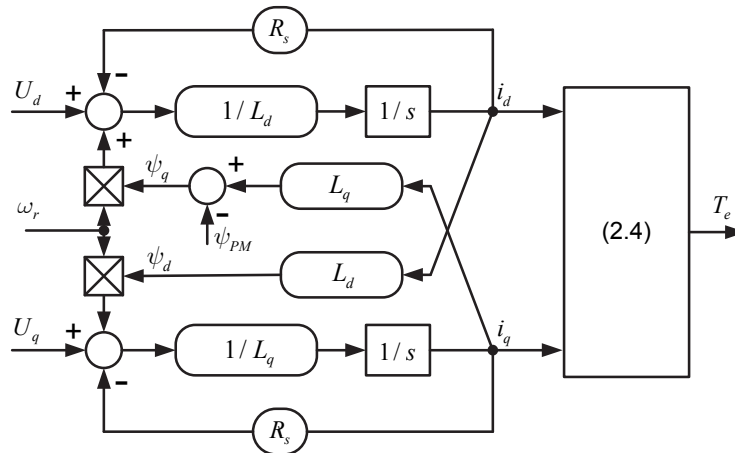 R_s
-
U_d
+
1/ L_d
1/ s
i_d
+
ψ_q
+
L_q
ω_r
-
ψ_PM
(2.4)
T_e
ψ_d
L_d
U_q
+
1/ L_q
1/ s
i_q
-
R_s